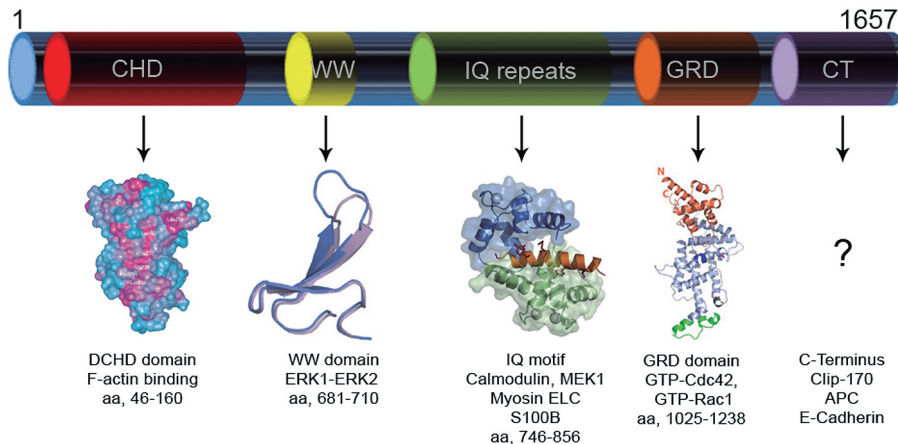 1
1657
CHD
WW
IQ repeats
GRD
CT
N
C
?
DCHD domain
F-actin binding
aa, 46-160
WW domain
ERK1-ERK2
aa, 681-710
IQ motif
Calmodulin, MEK1
Myosin ELC
S100B
aa, 746-856
GRD domain
GTP-Cdc42,
GTP-Rac1
aa, 1025-1238
C-Terminus
Clip-170
APC
E-Cadherin